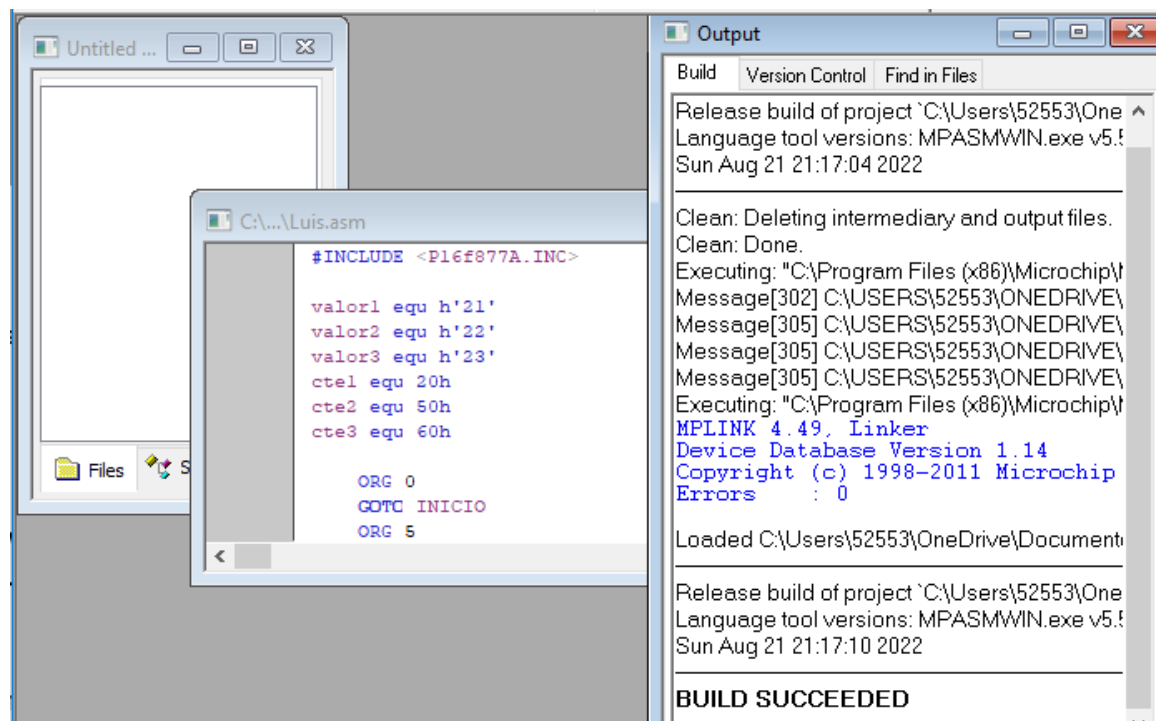 Untitled ...
Files
S
C:\...\Luis.asm
#INCLUDE <P16f877A.INC>
valor1 equ h'21'
valor2 equ h'22'
valor3 equ h'23'
cte1 equ 20h
cte2 equ 50h
cte3 equ 60h
ORG 0
GOTO INICIO
ORG 5
Output
Build Version Control Find in Files
Release build of project `C:\Users\52553\One
Language tool versions: MPASMWIN.exe v5.5
Sun Aug 21 21:17:04 2022
Clean: Deleting intermediary and output files.
Clean: Done.
Executing: "C:\Program Files (x86)\Microchip\
Message[302] C:\USERS\52553\ONEDRIVE\
Message[305] C:\USERS\52553\ONEDRIVE\
Message[305] C:\USERS\52553\ONEDRIVE\
Message[305] C:\USERS\52553\ONEDRIVE\
Executing: "C:\Program Files (x86)\Microchip\
MPLINK 4.49, Linker
Device Database Version 1.14
Copyright (c) 1998-2011 Microchip
Errors : 0
Loaded C:\Users\52553\OneDrive\Document
Release build of project `C:\Users\52553\One
Language tool versions: MPASMWIN.exe v5.5
Sun Aug 21 21:17:10 2022
BUILD SUCCEEDED